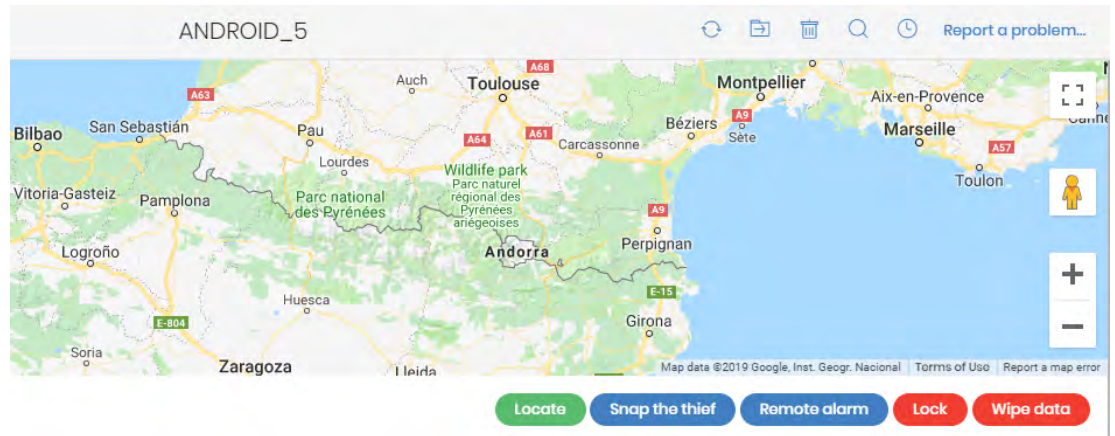 ANDROID_5
Report a problem...
A68
Auch
Toulouse
Montpellier
A63
Aix-en-Provence
Bilbao
San Sebastián
Pau
A64
A61
Carcassonne
Béziers
A9
Sète
Marseille
A57
Lourdes
Wildlife park
Parc naturel
régional des
Pyrénées
ariégeoises
Toulon
Vitoria-Gasteiz
Pamplona
Parc national
des Pyrénées
A9
Logroño
Andorra
Perpignan
Huesca
E-15
E-804
Girona
Soria
Zaragoza
Lleida
Map data ©2019 Google, Inst. Geogr. Nacional
Terms of Use
Report a map error
Locate
Snap the thief
Remote alarm
Lock
Wipe data